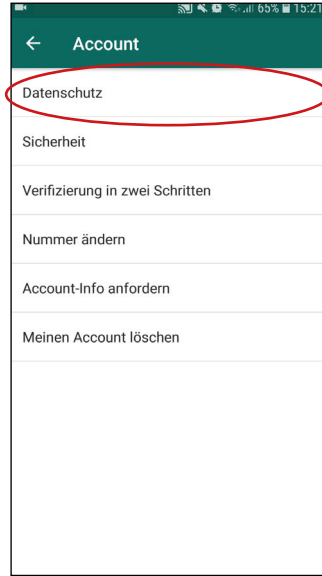 65% 15:21
Account
Datenschutz
Sicherheit
Verifizierung in zwei Schritten
Nummer ändern
Account-Info anfordern
Meinen Account löschen